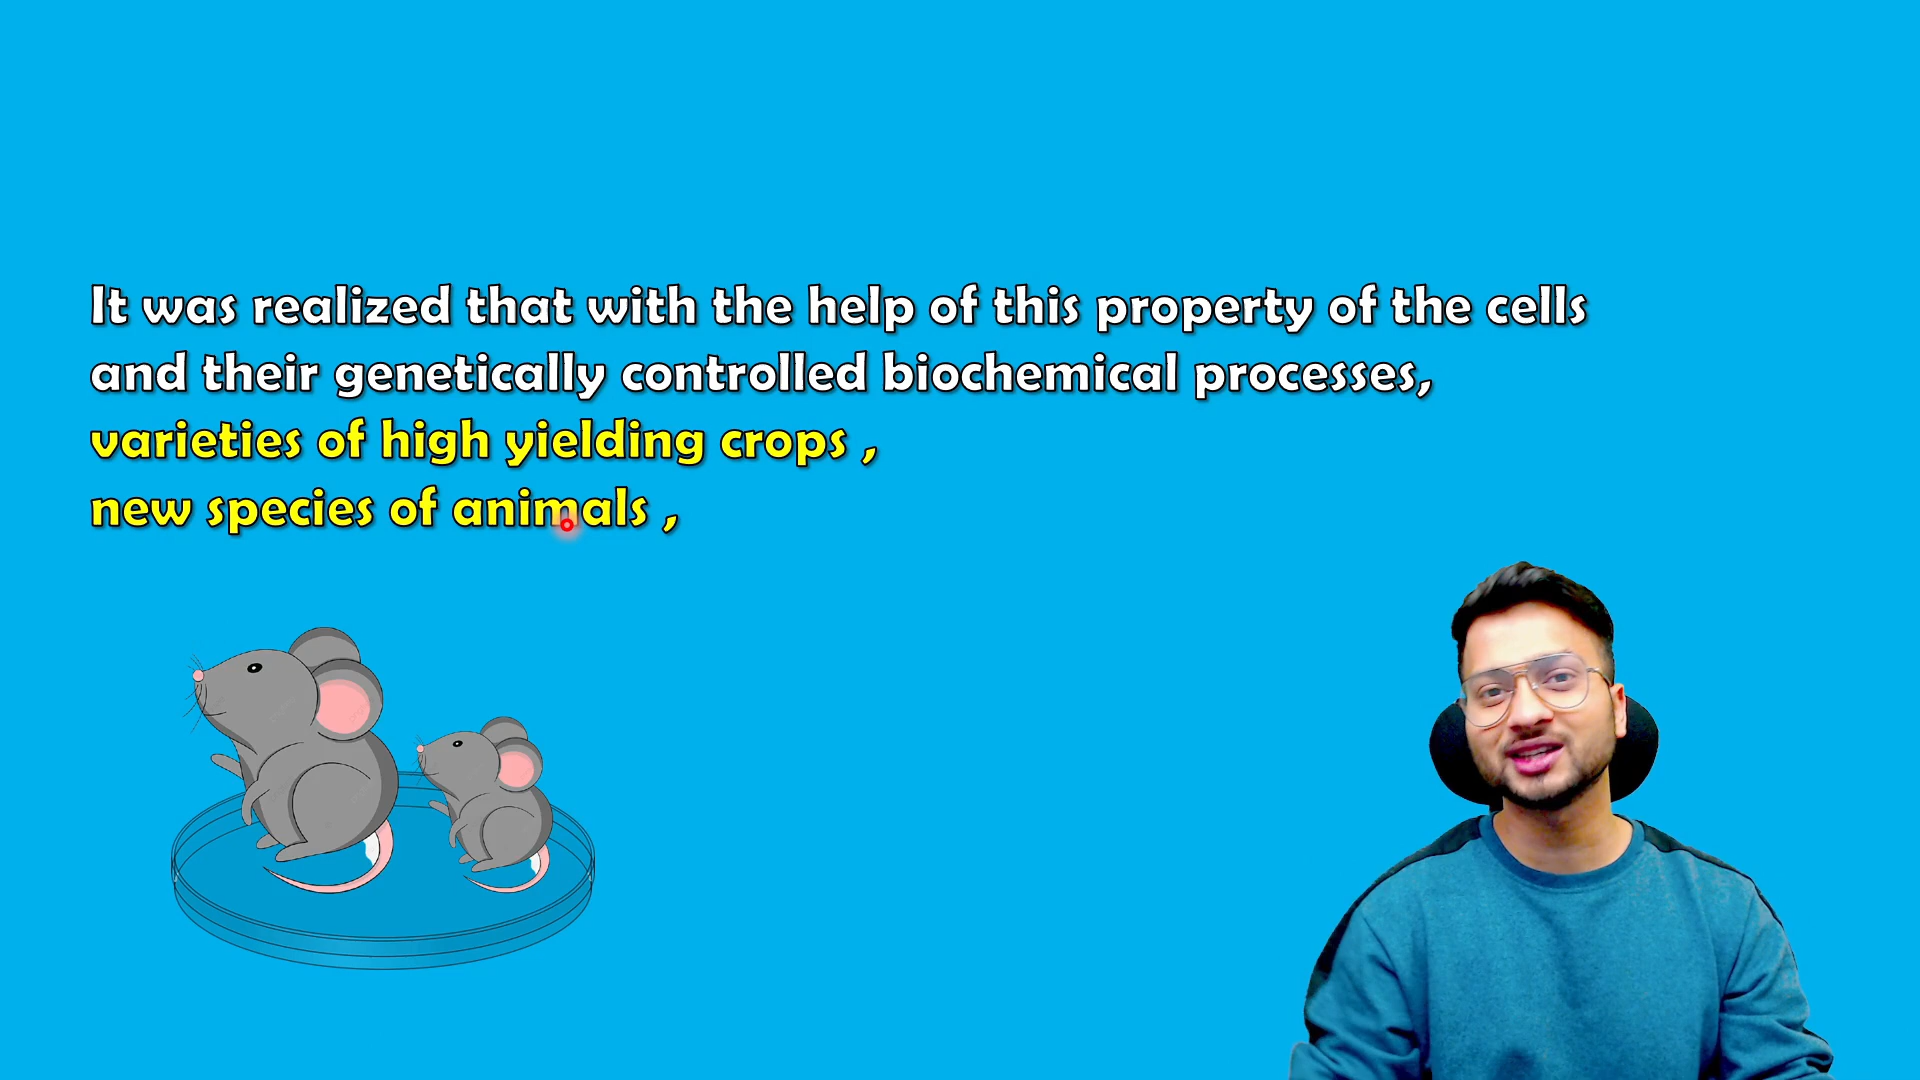 It was realized that with the help of this property of the cells
and their genetically controlled biochemical processes,
varieties of high yielding crops ,
new species of animals ,